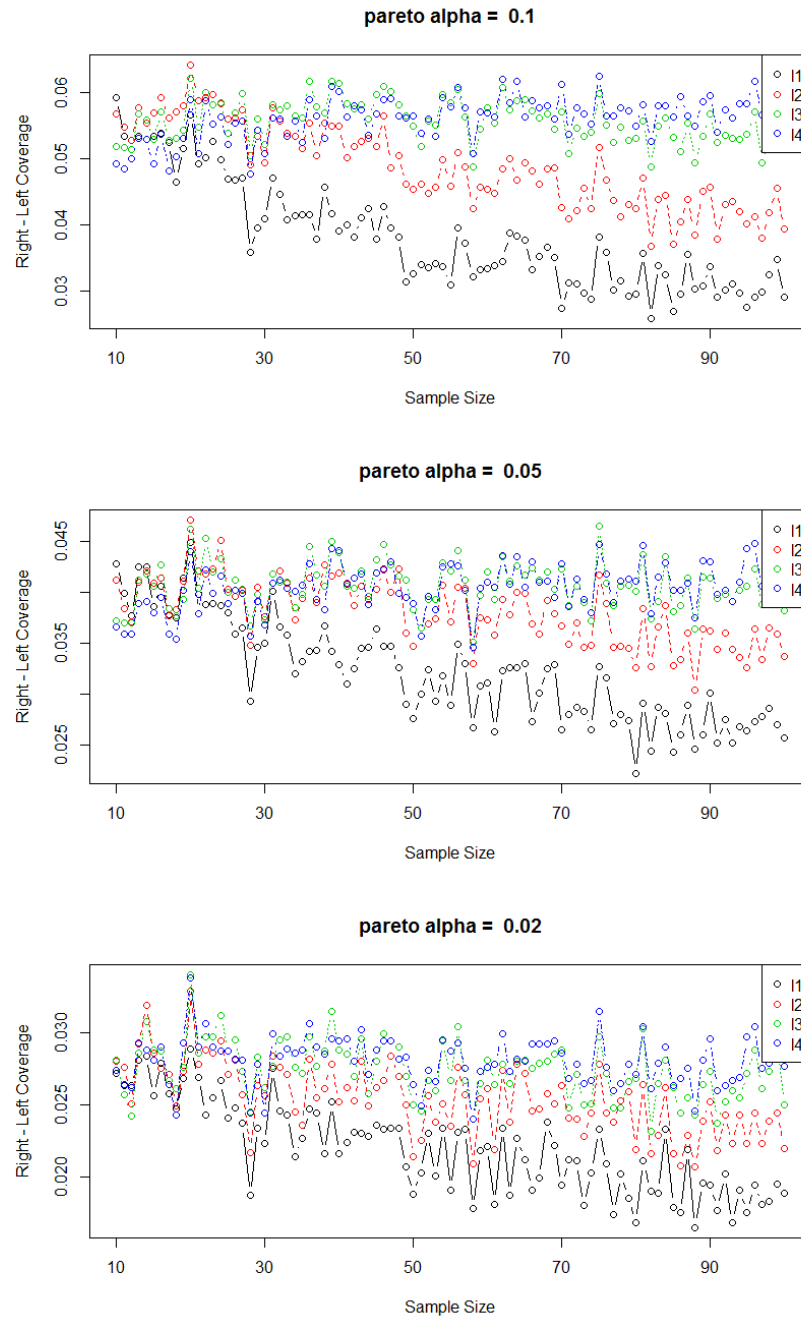 pareto alpha = 0.1
Right - Left Coverage
0.03 0.04 0.05 0.06
10 30 50 70 90
Sample Size
l1
l2
l3
l4
pareto alpha = 0.05
Right - Left Coverage
0.025 0.035 0.045
10 30 50 70 90
Sample Size
l1
l2
l3
l4
pareto alpha = 0.02
Right - Left Coverage
0.020 0.025 0.030
10 30 50 70 90
Sample Size
l1
l2
l3
l4